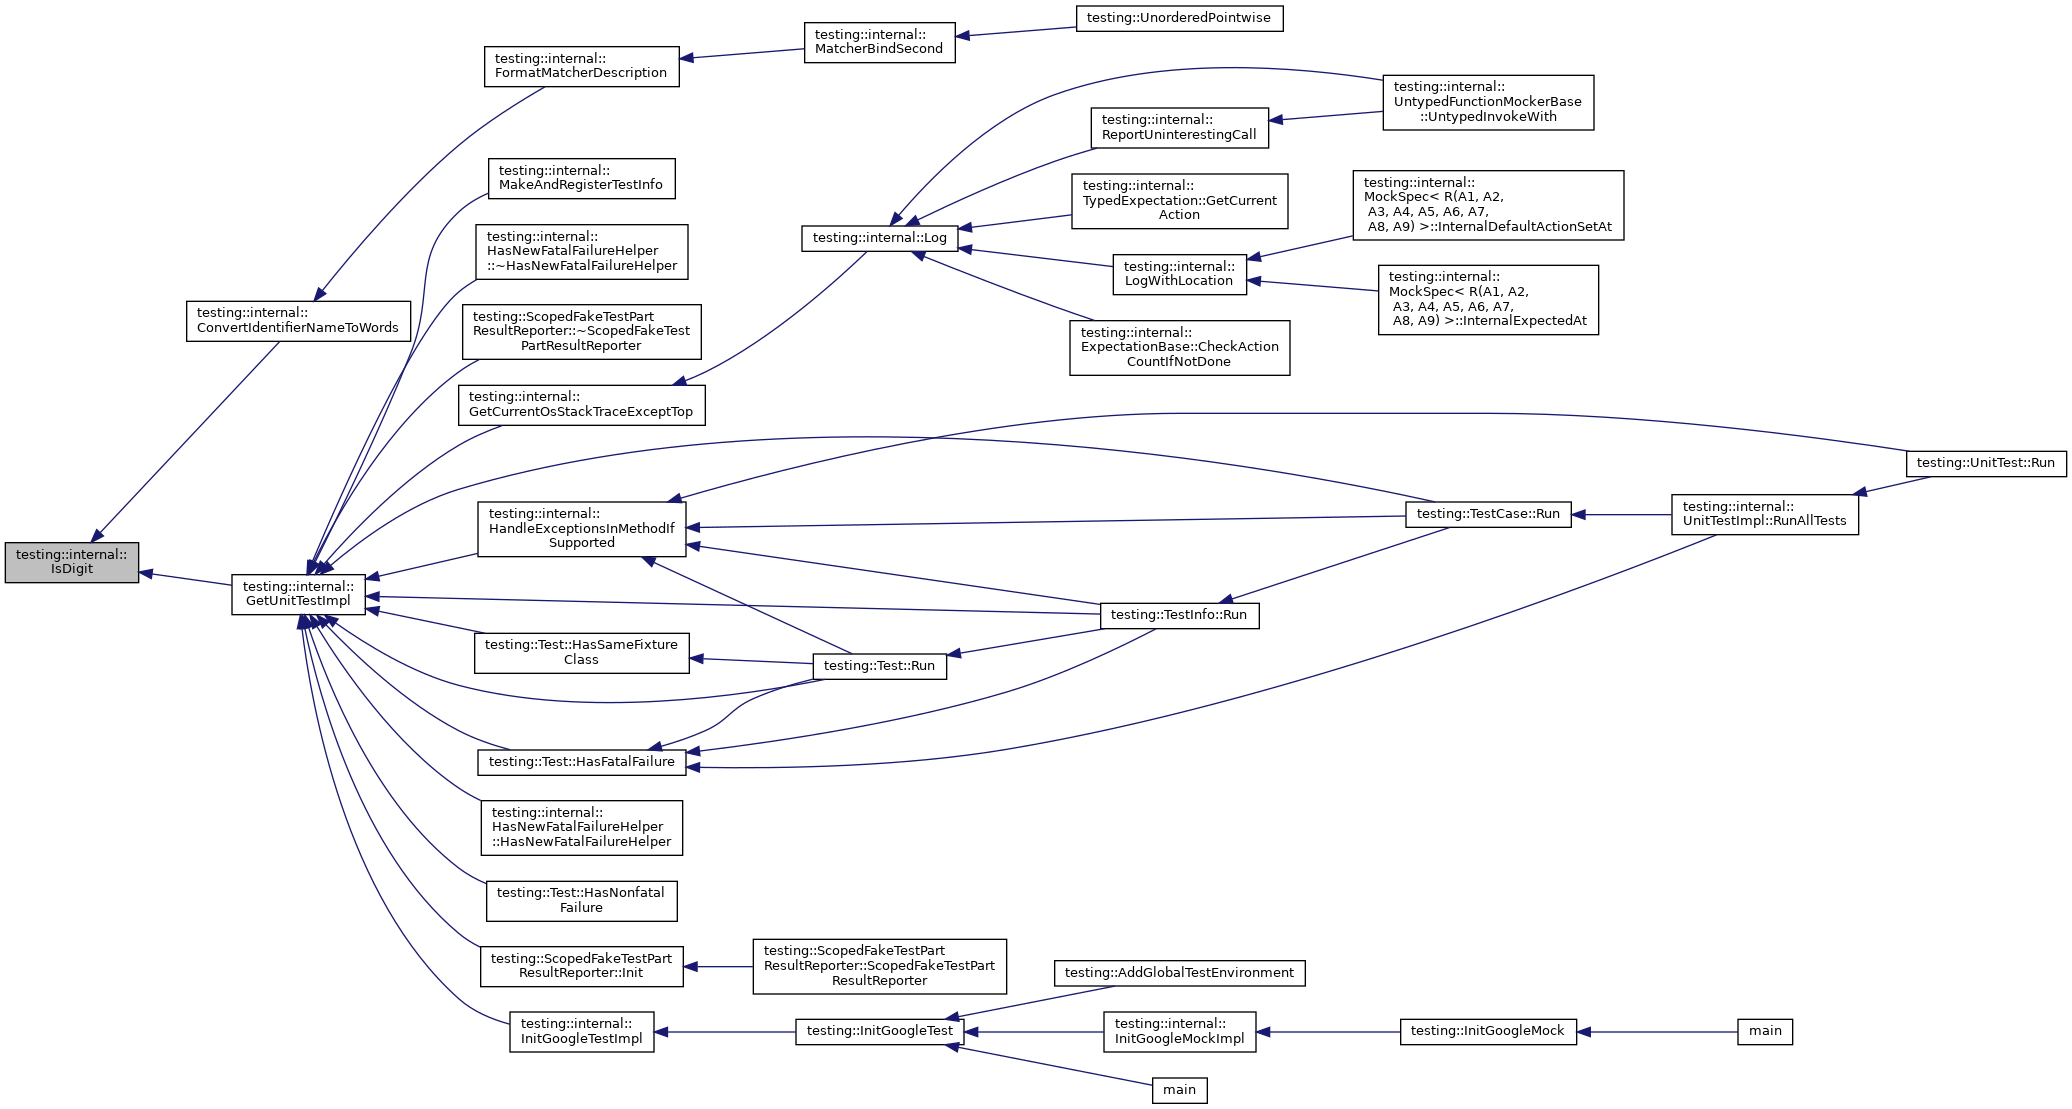 testing::UnorderedPointwise
testing::internal::
MatcherBindSecond
testing::internal::
FormatMatcherDescription
testing::internal::
UntypedFunctionMockerBase
::UntypedInvokeWith
testing::internal::
ReportUninterestingCall
testing::internal::
MakeAndRegisterTestInfo
testing::internal::
TypedExpectation::GetCurrent
Action
testing::internal::
MockSpec< R(A1, A2,
A3, A4, A5, A6, A7,
A8, A9) >::InternalDefaultActionSetAt
testing::internal::
HasNewFatalFailureHelper
::~HasNewFatalFailureHelper
testing::internal::Log
testing::internal::
LogWithLocation
testing::internal::
MockSpec< R(A1, A2,
A3, A4, A5, A6, A7,
A8, A9) >::InternalExpectedAt
testing::internal::
ConvertIdentifierNameToWords
testing::ScopedFakeTestPart
ResultReporter::~ScopedFakeTest
PartResultReporter
testing::internal::
ExpectationBase::CheckAction
CountIfNotDone
testing::internal::
GetCurrentOsStackTraceExceptTop
testing::UnitTest::Run
testing::internal::
HandleExceptionsInMethodIf
Supported
testing::TestCase::Run
testing::internal::
UnitTestImpl::RunAllTests
testing::internal::
IsDigit
testing::internal::
GetUnitTestImpl
testing::TestInfo::Run
testing::Test::HasSameFixture
Class
testing::Test::Run
testing::Test::HasFatalFailure
testing::internal::
HasNewFatalFailureHelper
::HasNewFatalFailureHelper
testing::Test::HasNonfatal
Failure
testing::ScopedFakeTestPart
ResultReporter::Init
testing::ScopedFakeTestPart
ResultReporter::ScopedFakeTestPart
ResultReporter
testing::AddGlobalTestEnvironment
testing::internal::
InitGoogleTestImpl
testing::InitGoogleTest
testing::internal::
InitGoogleMockImpl
testing::InitGoogleMock
main
main